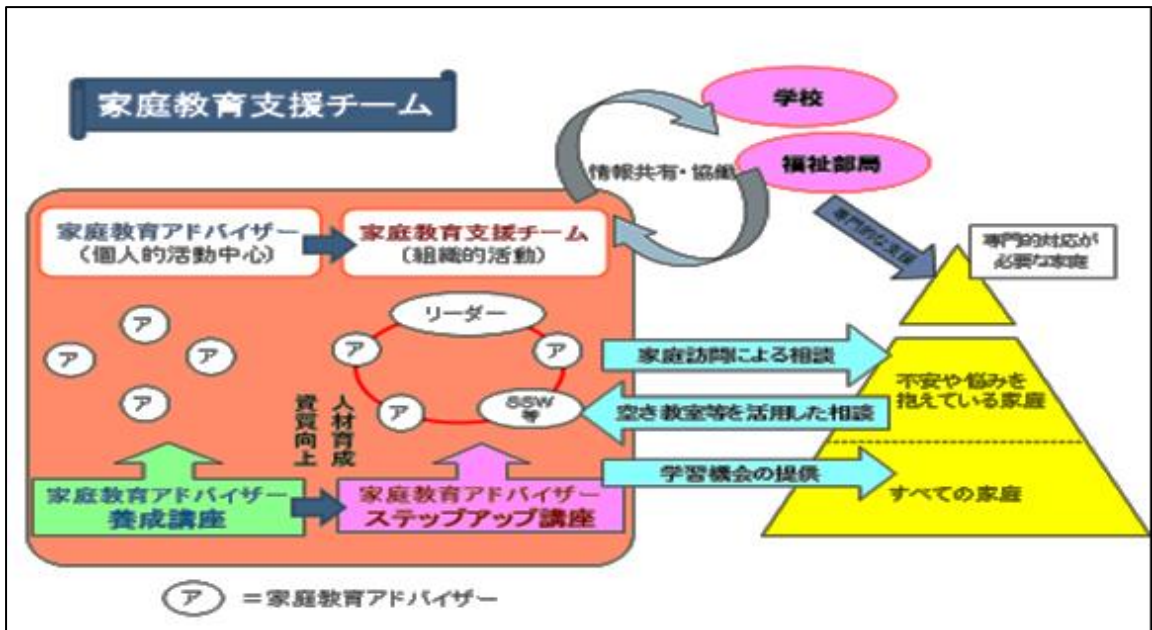 家庭教育支援チーム
学校
福祉部局
情報共有・協働
専門的な支援
専門的対応が
必要な家庭
家庭教育アドバイザー
(個人的活動中心)
家庭教育支援チーム
(組織的活動)
リーダー
ア
ア
ア
ア
ア
ア
ア
SSW
等
人材育成
資質向上
家庭訪問による相談
空き教室等を活用した相談
学習機会の提供
不安や悩みを
抱えている家庭
すべての家庭
家庭教育アドバイザー
養成講座
家庭教育アドバイザー
ステップアップ講座
ア =家庭教育アドバイザー